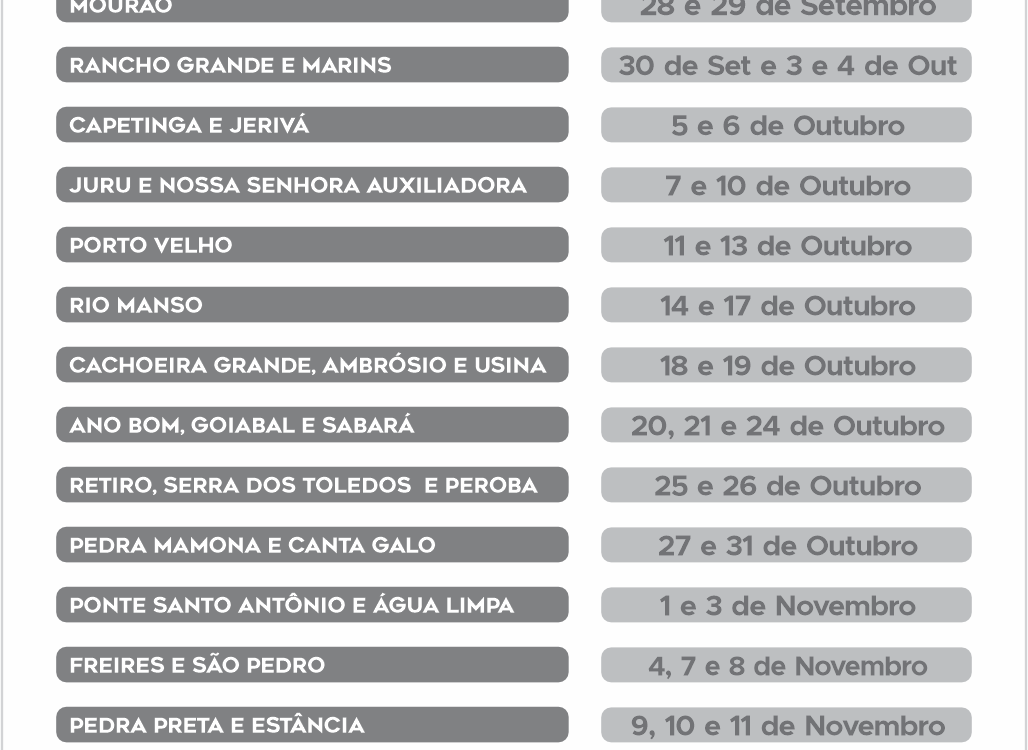 MOURÃO 28 e 29 de Setembro
RANCHO GRANDE E MARINS 30 de Set e 3 e 4 de Out
CAPETINGA E JERIVÁ 5 e 6 de Outubro
JURU E NOSSA SENHORA AUXILIADORA 7 e 10 de Outubro
PORTO VELHO 11 e 13 de Outubro
RIO MANSO 14 e 17 de Outubro
CACHOEIRA GRANDE, AMBRÓSIO E USINA 18 e 19 de Outubro
ANO BOM, GOIABAL E SABARÁ 20, 21 e 24 de Outubro
RETIRO, SERRA DOS TOLEDOS E PEROBA 25 e 26 de Outubro
PEDRA MAMONA E CANTA GALO 27 e 31 de Outubro
PONTE SANTO ANTÔNIO E ÁGUA LIMPA 1 e 3 de Novembro
FREIRES E SÃO PEDRO 4, 7 e 8 de Novembro
PEDRA PRETA E ESTÂNCIA 9, 10 e 11 de Novembro